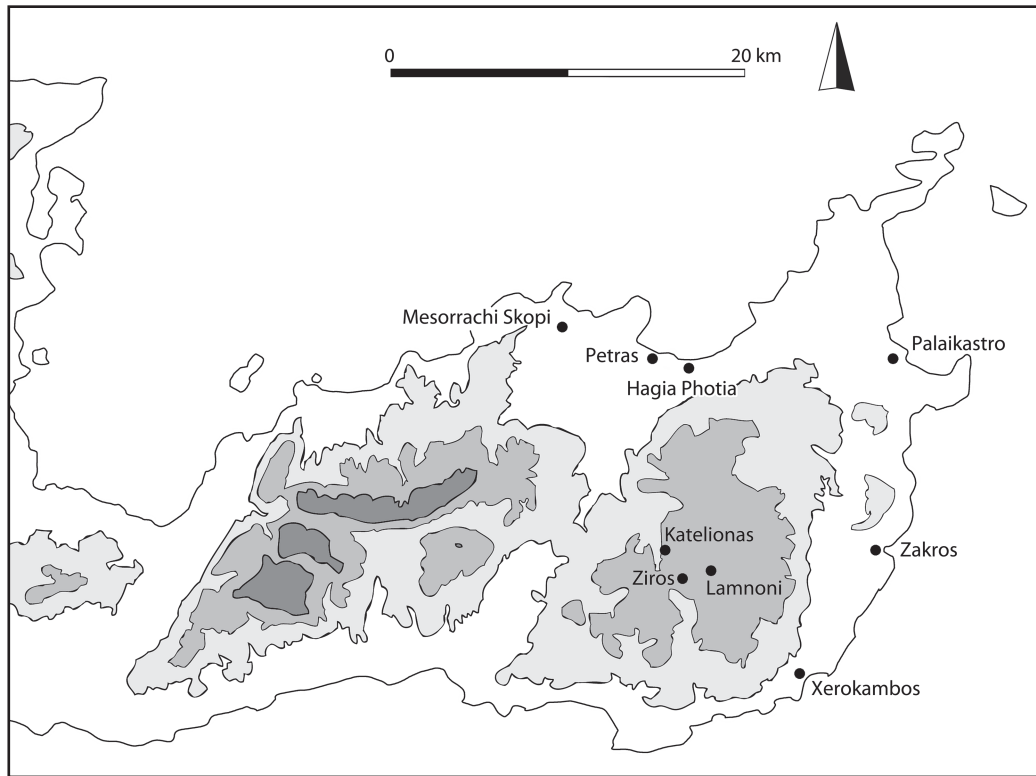 0 20 km
Mesorrachi Skopi
Petras
Palaikastro
Hagia Photia
Katelionas
Zakros
Ziros
Lamnoni
Xerokambos